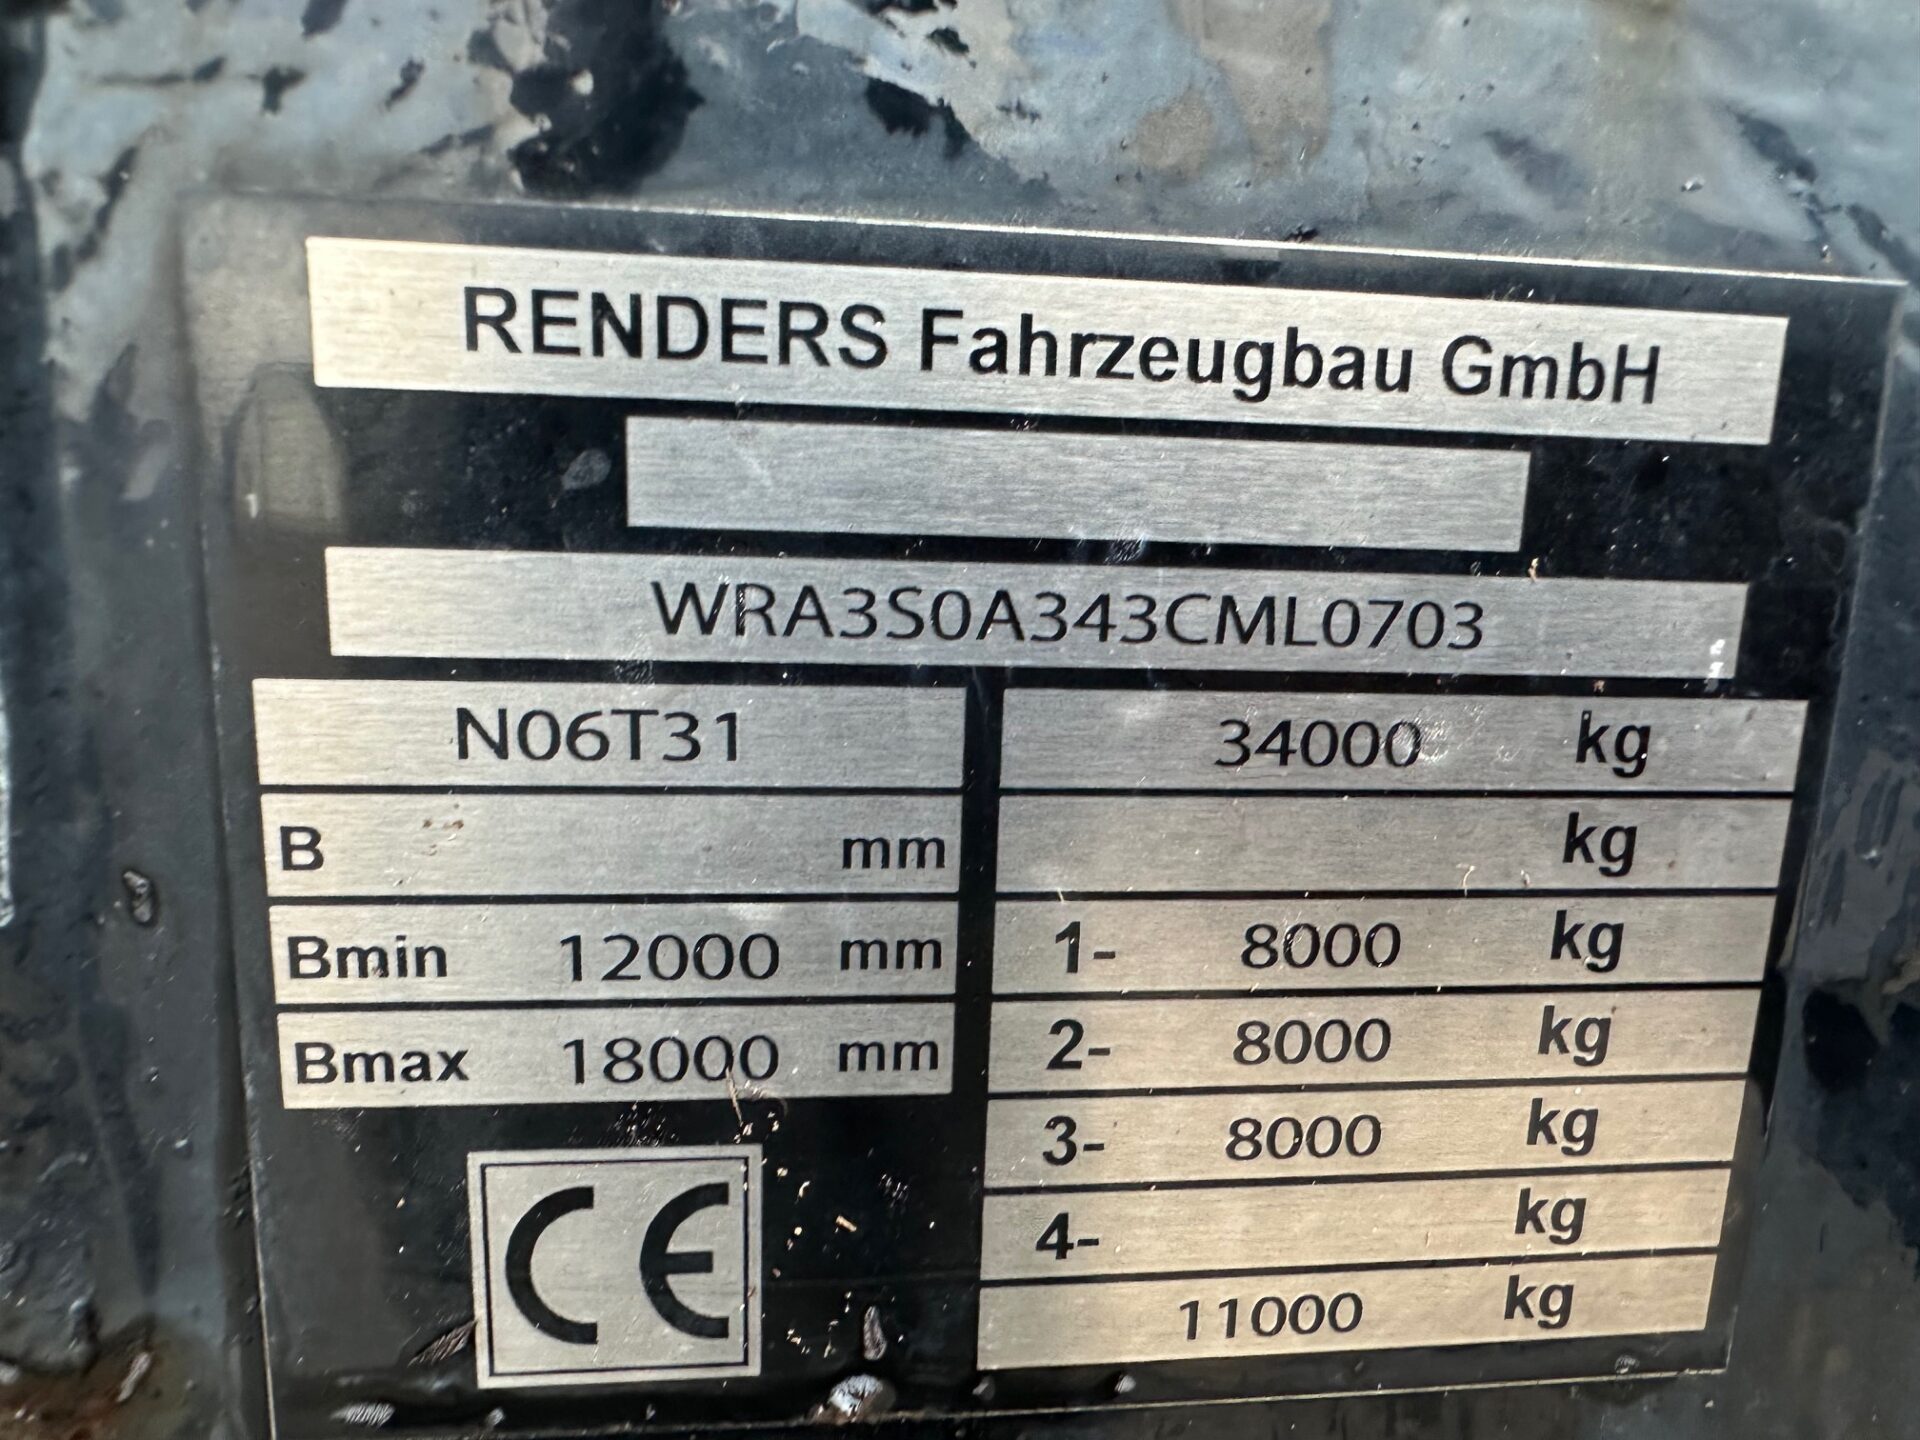 RENDERS Fahrzeugbau GmbH
WRA3S0A343CML0703
N06T31
B mm
Bmin 12000 mm
Bmax 18000 mm
CE
34000 kg
kg
1- 8000 kg
2- 8000 kg
3- 8000 kg
4- kg
11000 kg